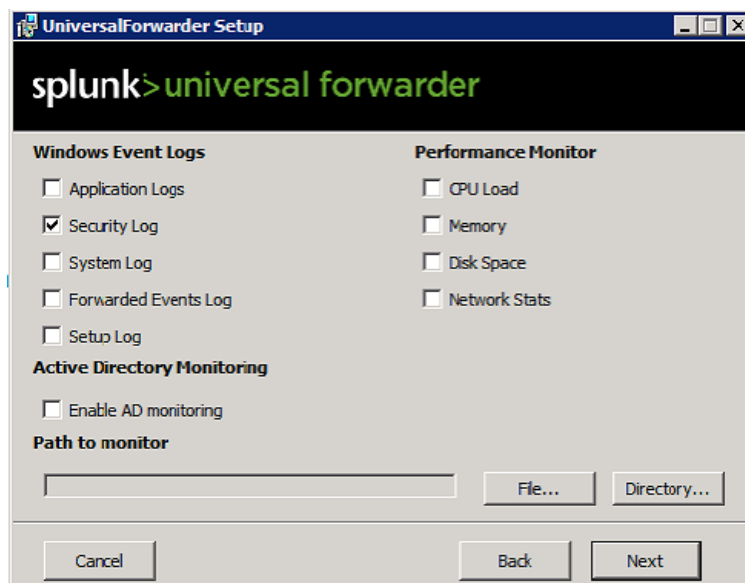 UniversalForwarder Setup
splunk>universal forwarder
Windows Event Logs
Application Logs
Security Log
System Log
Forwarded Events Log
Setup Log
Performance Monitor
CPU Load
Memory
Disk Space
Network Stats
Active Directory Monitoring
Enable AD monitoring
Path to monitor
File...
Directory...
Cancel
Back
Next